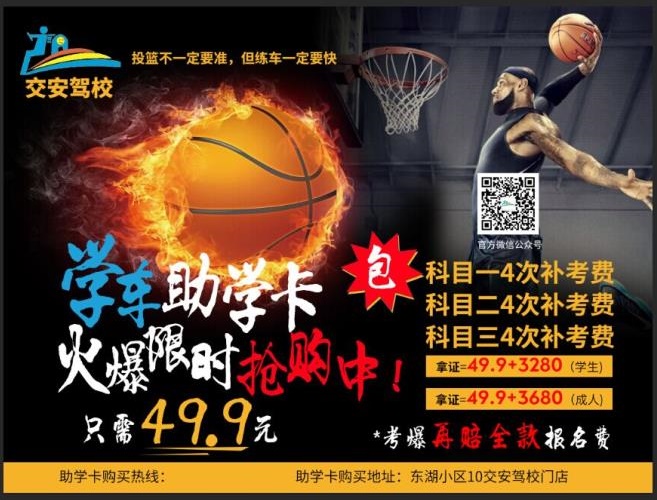 投篮不一定要准，但练车一定要快
交安驾校
官方微信公众号
学车助学卡
火爆限时抢购中！
只需49.9元
包
科目一4次补考费
科目二4次补考费
科目三4次补考费
拿证=49.9+3280（学生）
拿证=49.9+3680（成人）
*考爆再赔全款报名费
助学卡购买热线：
助学卡购买地址：东湖小区10交安驾校门店